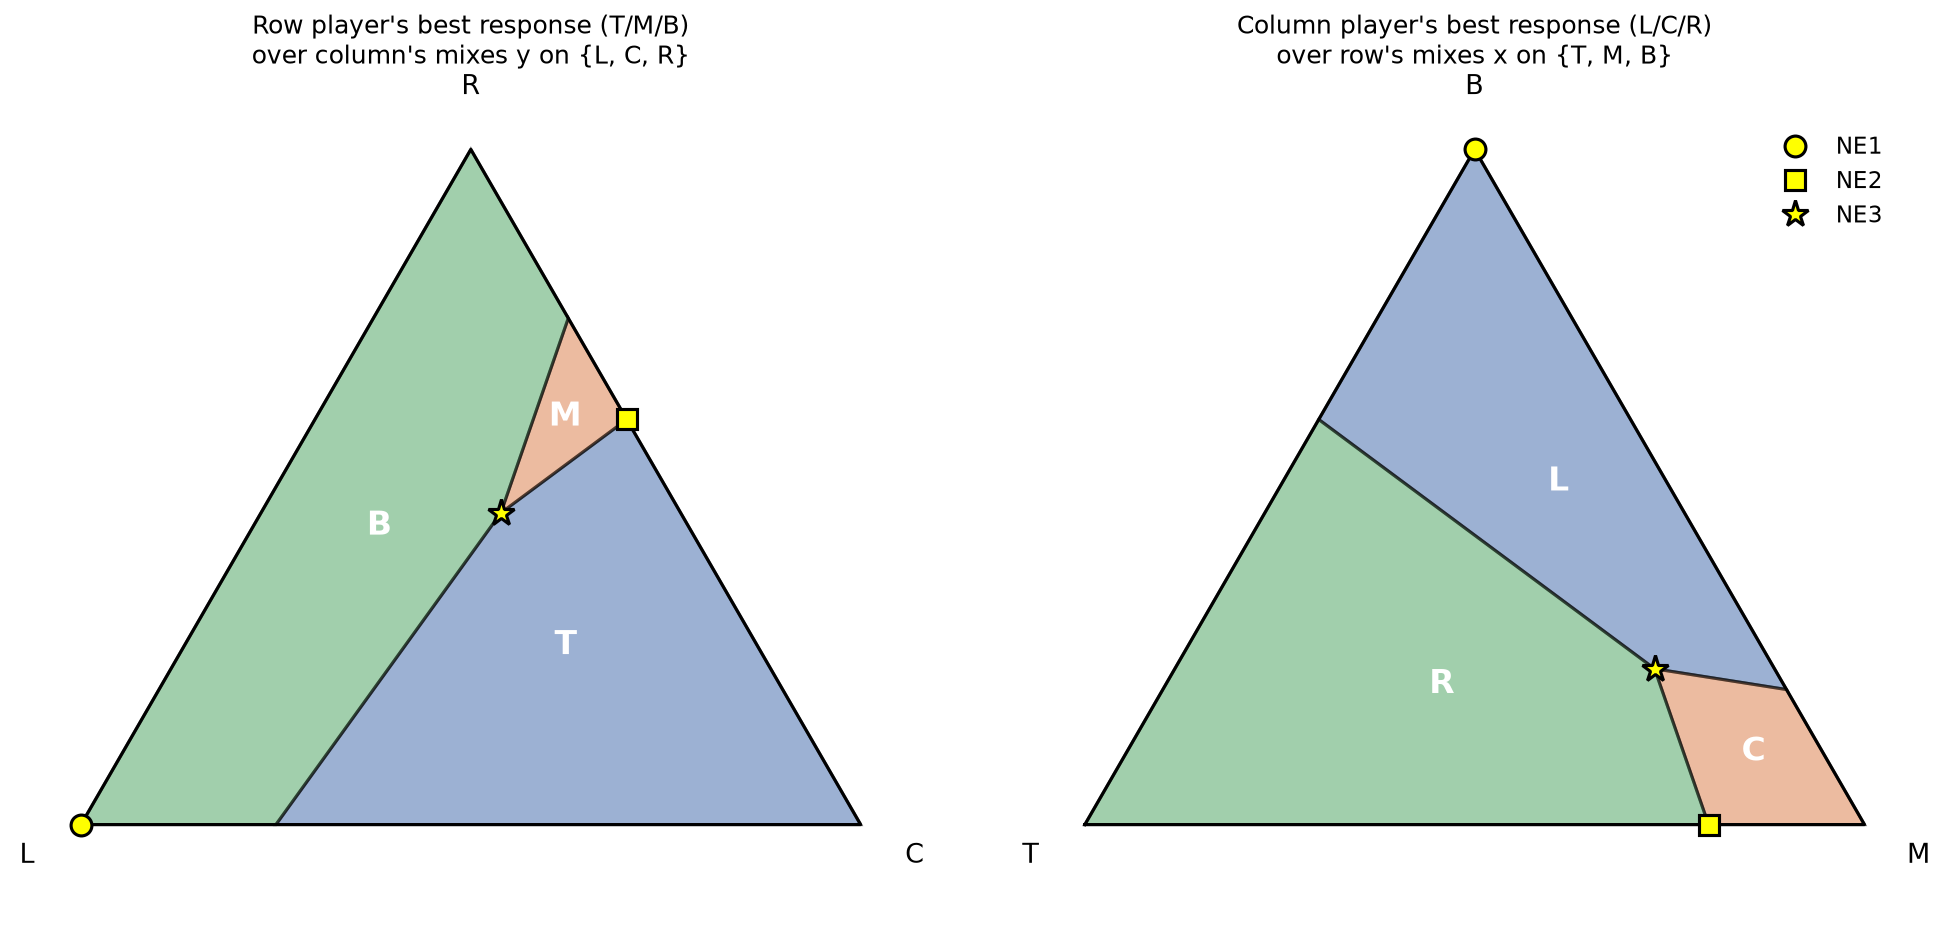 Row player's best response (T/M/B)
over column's mixes y on {L, C, R}
R
M
B
T
L
C
Column player's best response (L/C/R)
over row's mixes x on {T, M, B}
B
L
R
C
T
M
NE1
NE2
NE3